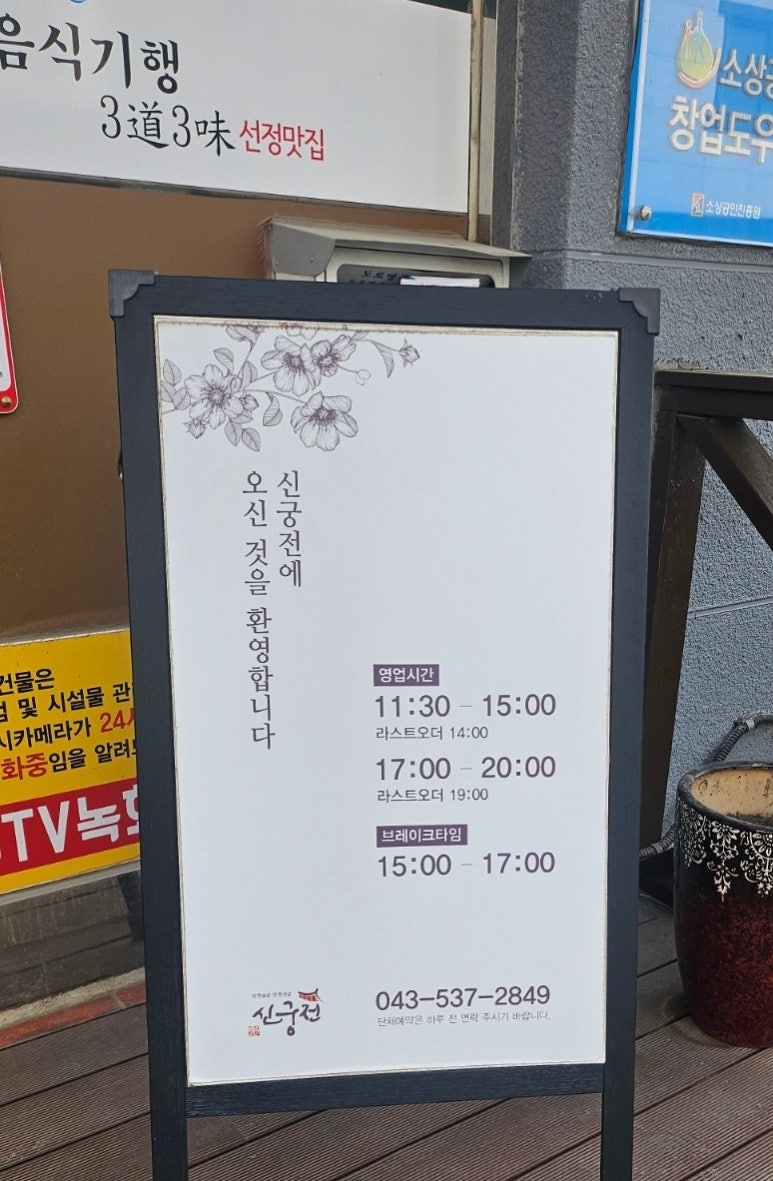 음식기행
3道3味 선정맛집
소상공
창업도우
소상공인진흥원
신궁전에
오신 것을 환영합니다
영업시간
11:30 - 15:00
라스트오더 14:00
17:00 - 20:00
라스트오더 19:00
브레이크타임
15:00 - 17:00
신궁전
043-537-2849
단체예약은 하루 전 연락 주시기 바랍니다.
건물은
및 시설물 관
시카메라가 24시
화중임을 알려
TV녹화